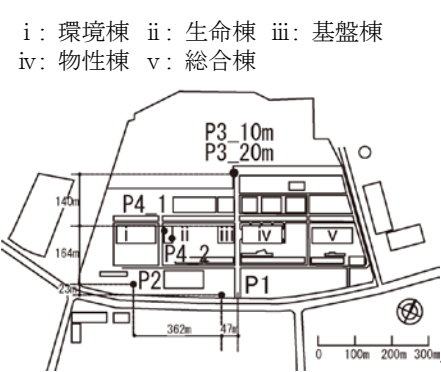 i : 環境棟 ii : 生命棟 iii : 基盤棟
iv : 物性棟 v : 総合棟
P3_10m
P3_20m
140m
P4_1
i
ii
iii
iv
v
164m
P4_2
23m
P2
P1
362m
47m
0 100m 200m 300m